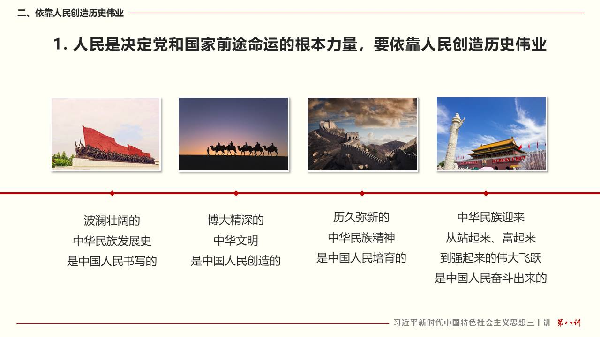 二、依靠人民创造历史伟业
1. 人民是决定党和国家前途命运的根本力量，要依靠人民创造历史伟业
波澜壮阔的
中华民族发展史
是中国人民书写的
博大精深的
中华文明
是中国人民创造的
历久弥新的
中华民族精神
是中国人民培育的
中华民族迎来
从站起来、富起来
到强起来的伟大飞跃
是中国人民奋斗出来的
习近平新时代中国特色社会主义思想三十讲 第八讲